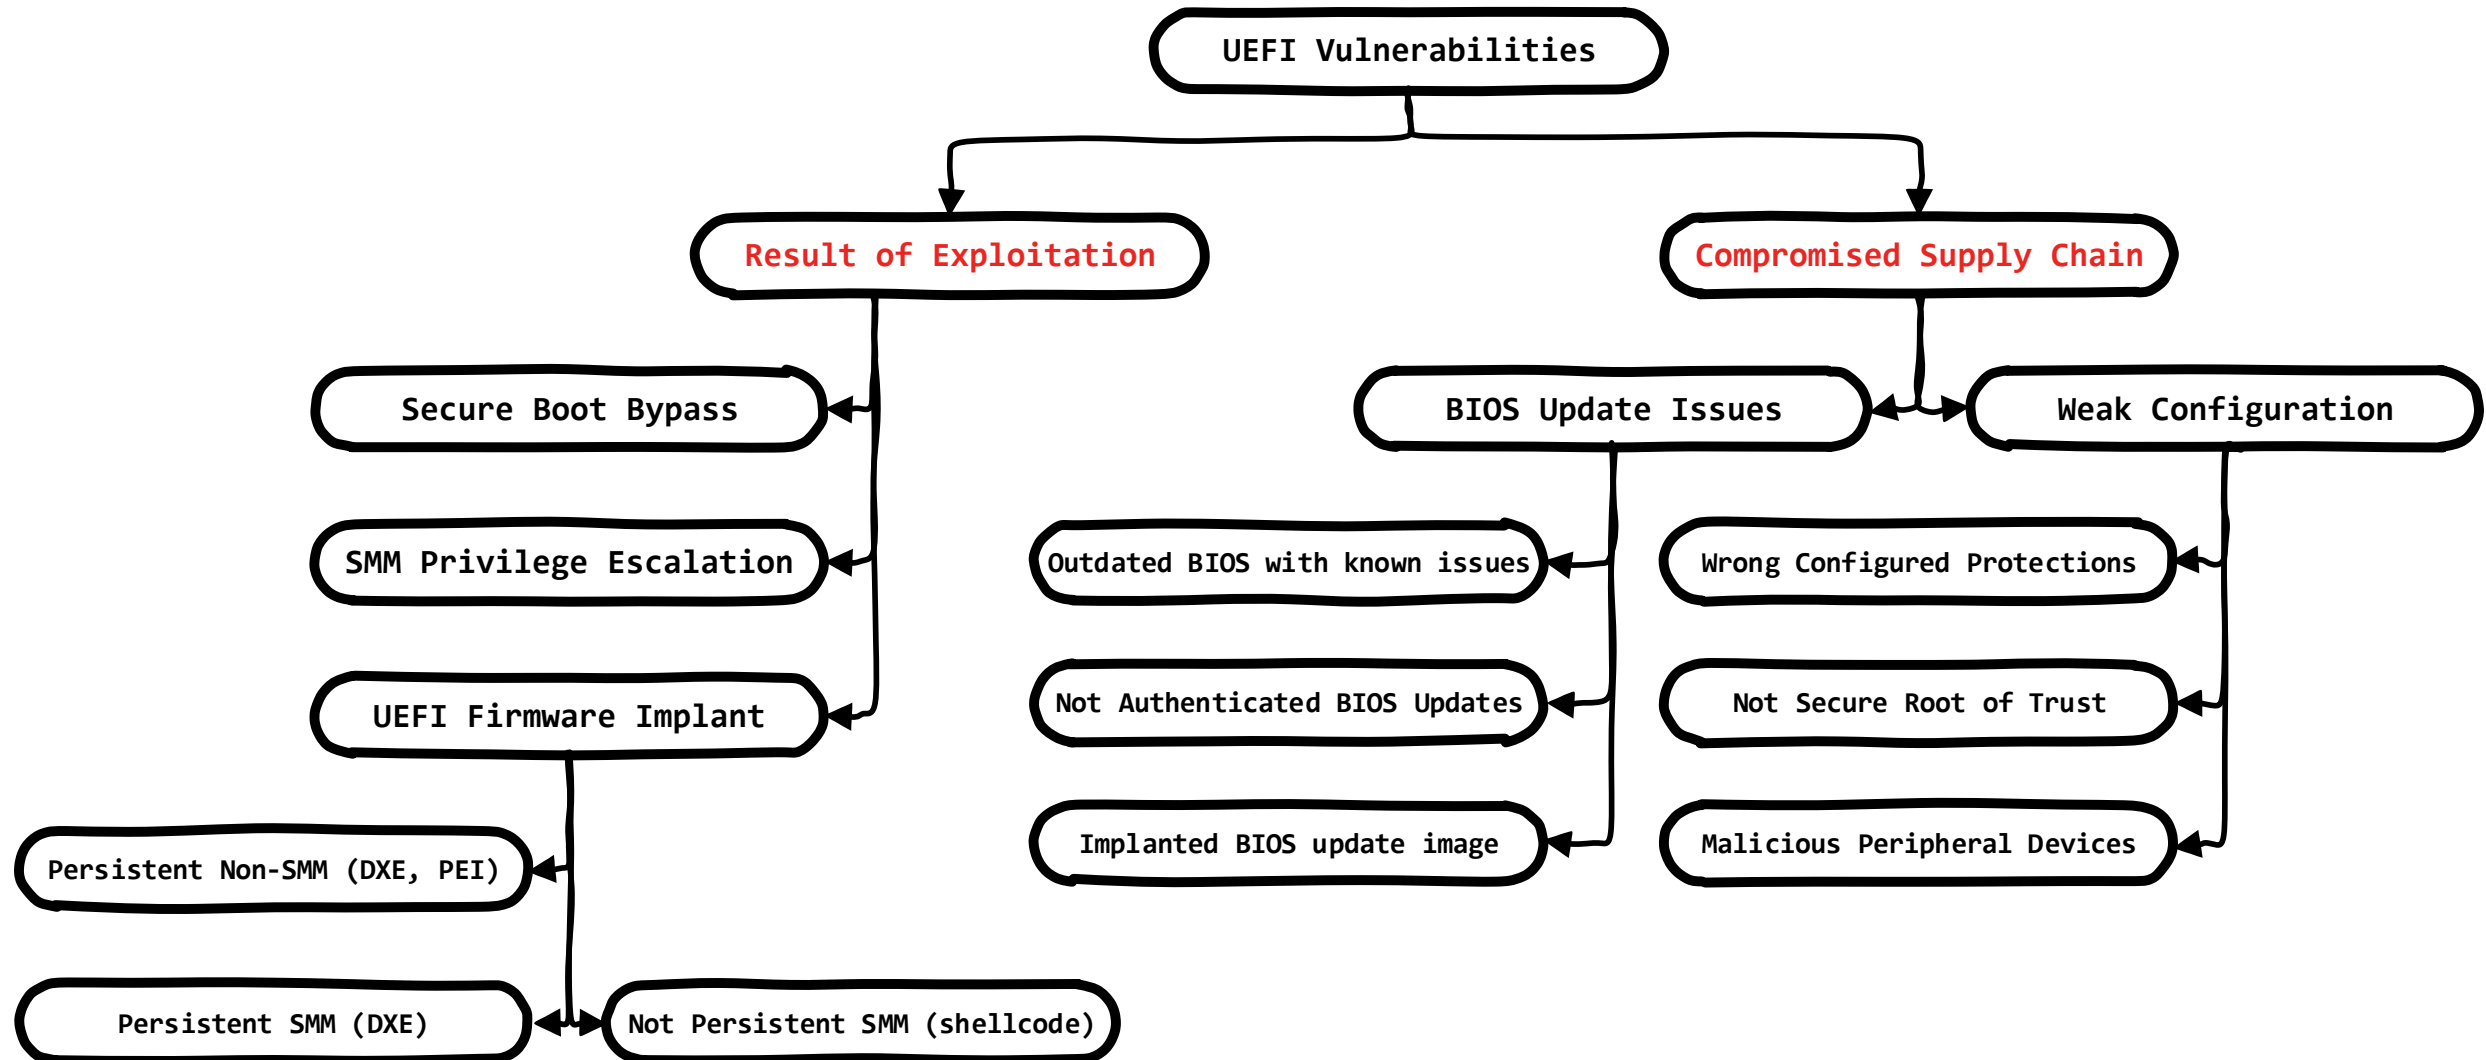 UEFI Vulnerabilities
Result of Exploitation
Compromised Supply Chain
Secure Boot Bypass
BIOS Update Issues
Weak Configuration
SMM Privilege Escalation
Outdated BIOS with known issues
Wrong Configured Protections
UEFI Firmware Implant
Not Authenticated BIOS Updates
Not Secure Root of Trust
Persistent Non-SMM (DXE, PEI)
Implanted BIOS update image
Malicious Peripheral Devices
Persistent SMM (DXE)
Not Persistent SMM (shellcode)